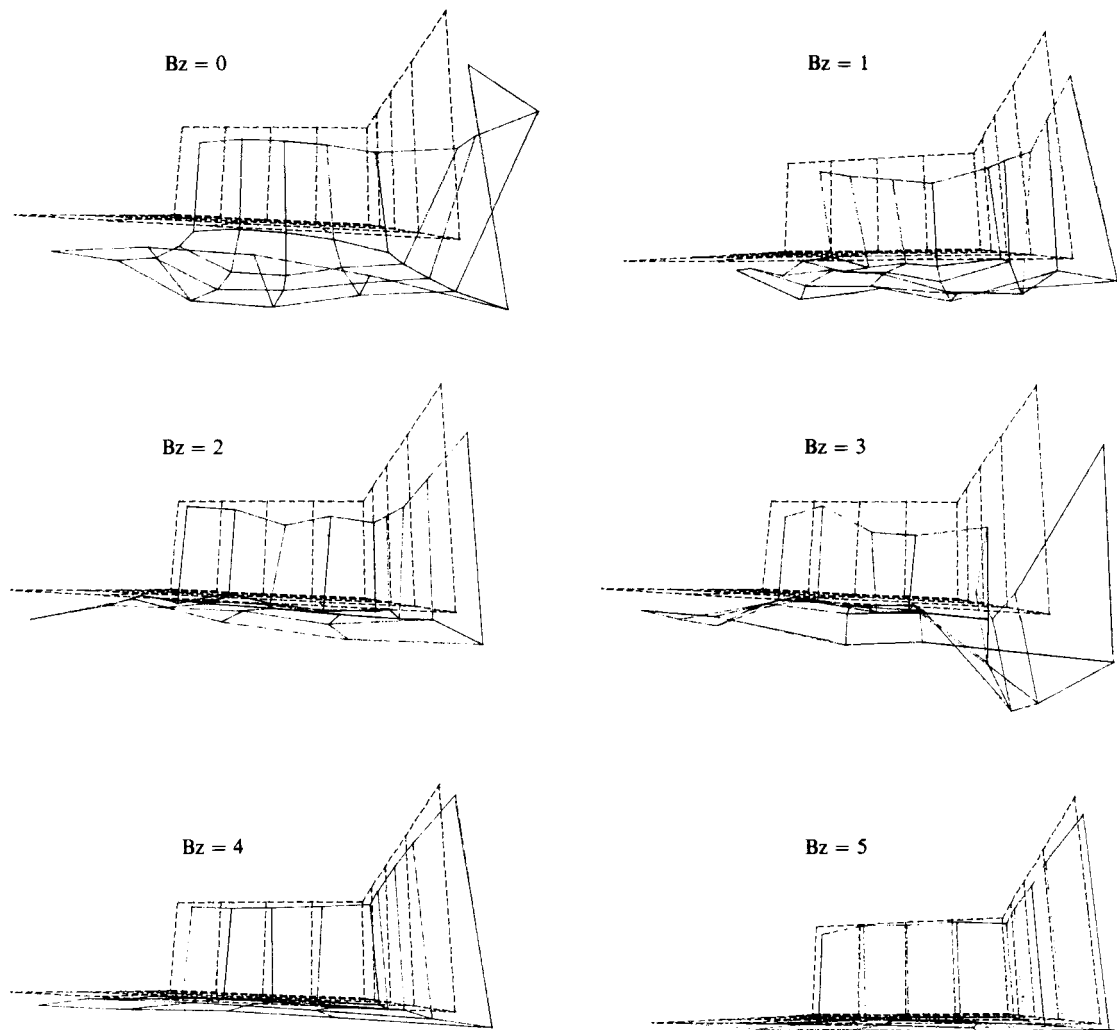 Bz = 0
Bz = 1
Bz = 2
Bz = 3
Bz = 4
Bz = 5